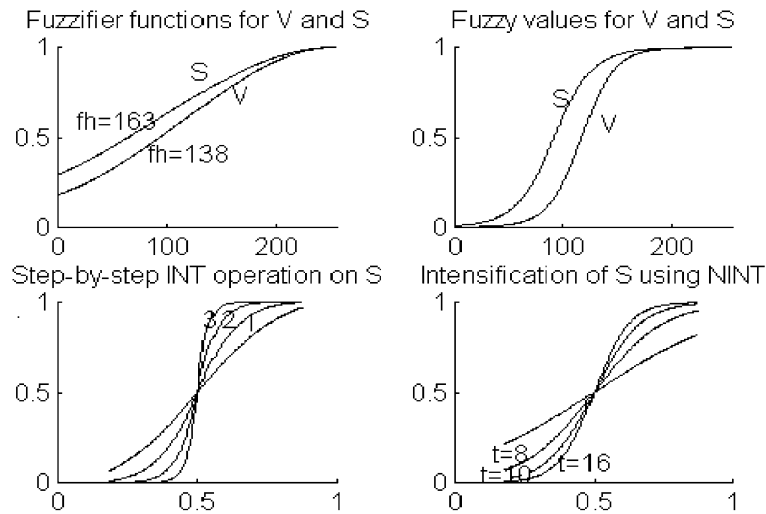 Fuzzifier functions for V and S
1
0.5
0
0
100
200
S
V
fh=163
fh=138
Fuzzy values for V and S
1
0.5
0
0
100
200
S
V
Step-by-step INT operation on S
1
0.5
0
0
0.5
1
3 2 1
Intensification of S using NINT
1
0.5
0
0
0.5
1
t=8
t=10
t=16